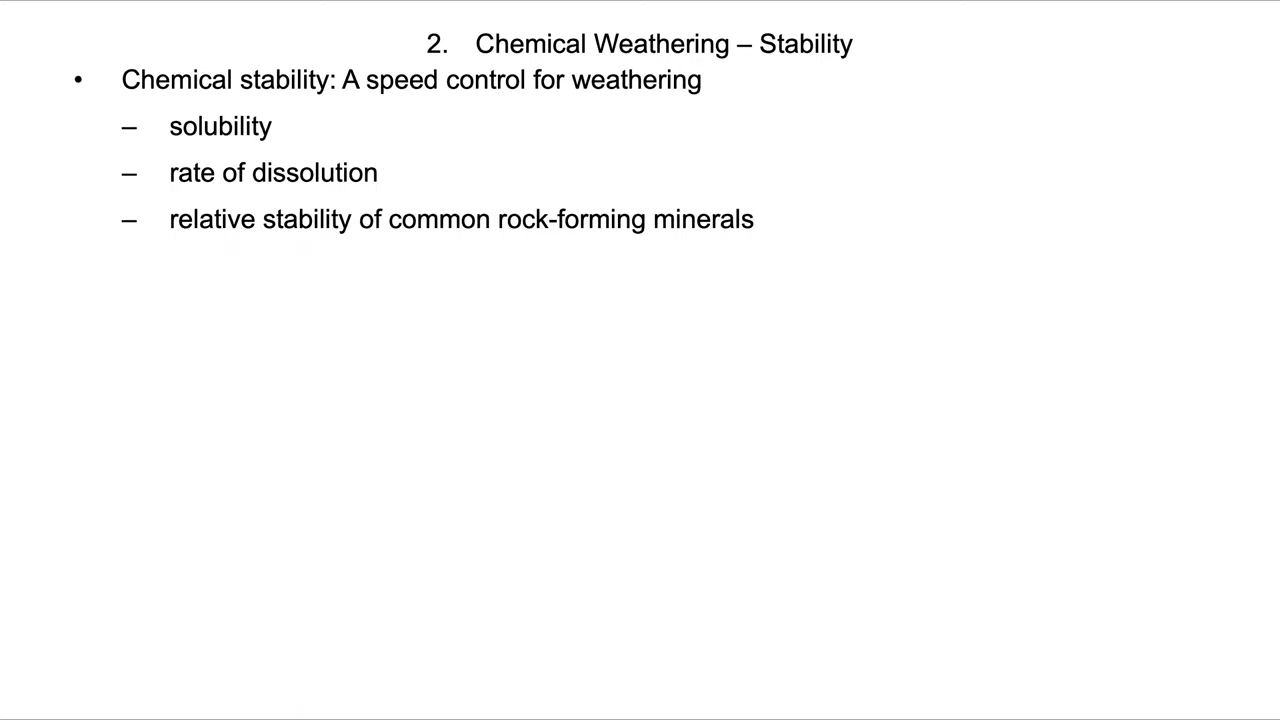 2. Chemical Weathering – Stability
• Chemical stability: A speed control for weathering
– solubility
– rate of dissolution
– relative stability of common rock-forming minerals